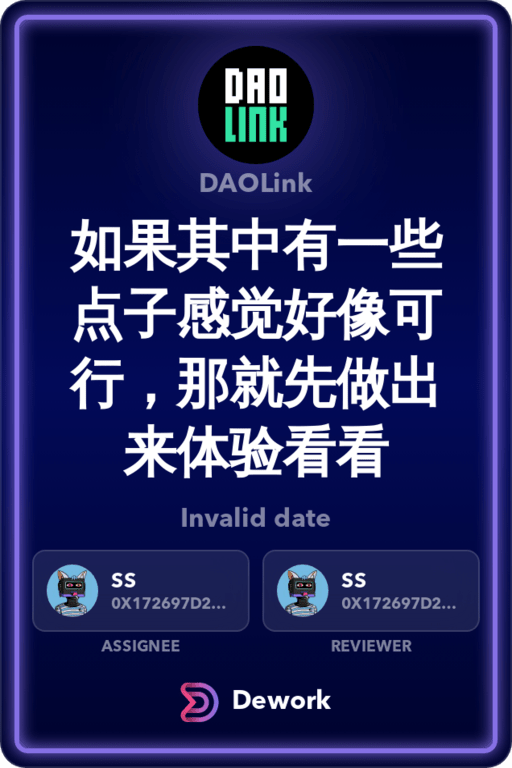 DAO
LINK
DAOLink
如果其中有一些
点子感觉好像可
行，那就先做出
来体验看看
Invalid date
SS
0X172697D2...
SS
0X172697D2...
ASSIGNEE
REVIEWER
Dework